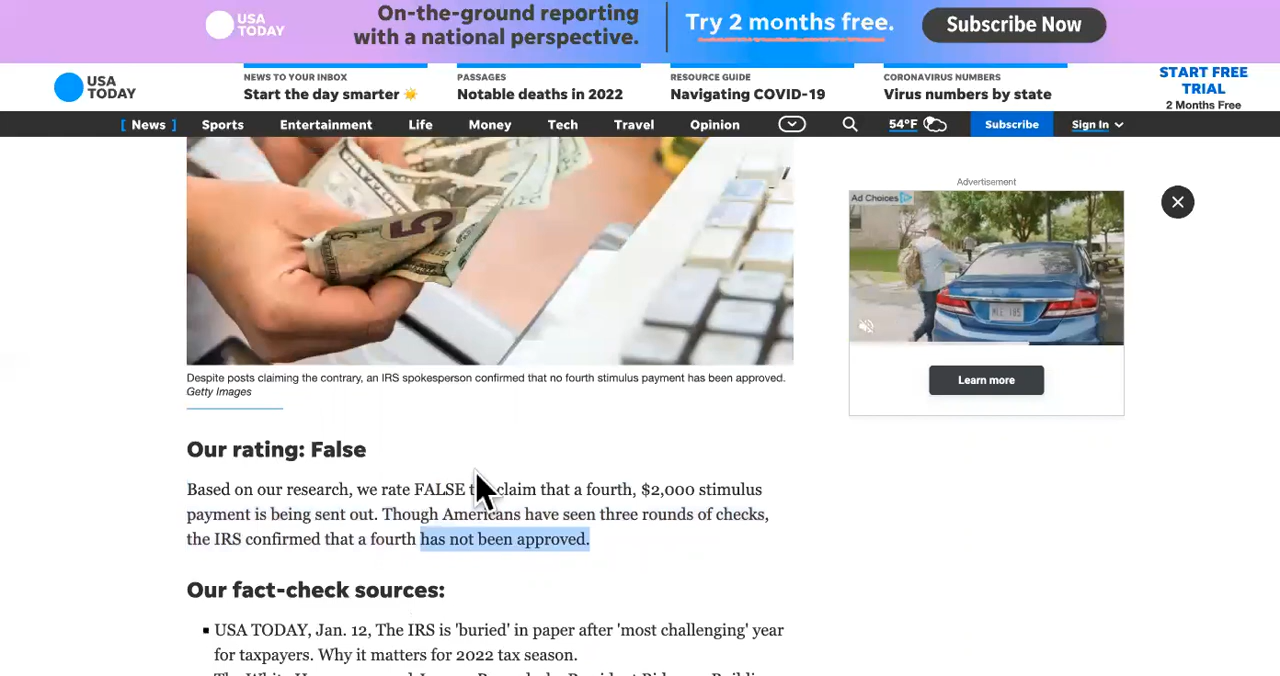 USA
TODAY
On-the-ground reporting
with a national perspective.
Try 2 months free.
Subscribe Now
USA
TODAY
NEWS TO YOUR INBOX
Start the day smarter ☀️
PASSAGES
Notable deaths in 2022
RESOURCE GUIDE
Navigating COVID-19
CORONAVIRUS NUMBERS
Virus numbers by state
START FREE
TRIAL
2 Months Free
[ News ] Sports Entertainment Life Money Tech Travel Opinion 54°F Subscribe Sign In
5
Advertisement
Ad Choices
Learn more
Despite posts claiming the contrary, an IRS spokesperson confirmed that no fourth stimulus payment has been approved.
Getty Images
Our rating: False
Based on our research, we rate FALSE claim that a fourth, $2,000 stimulus
payment is being sent out. Though Americans have seen three rounds of checks,
the IRS confirmed that a fourth has not been approved.
Our fact-check sources:
▪ USA TODAY, Jan. 12, The IRS is 'buried' in paper after 'most challenging' year
for taxpayers. Why it matters for 2022 tax season.